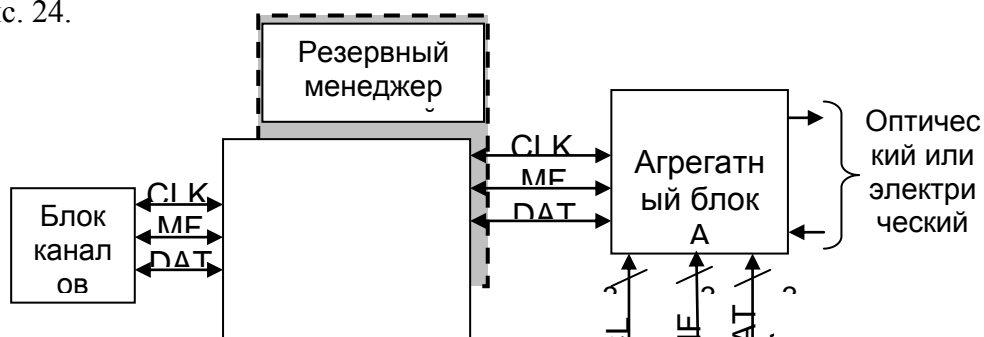 с. 24.
Резервный
менеджер
CLK
MF
DAT
Агрегатн
ый блок
А
Оптичес
кий или
электри
ческий
Блок
канал
ов
CLK
MF
DAT